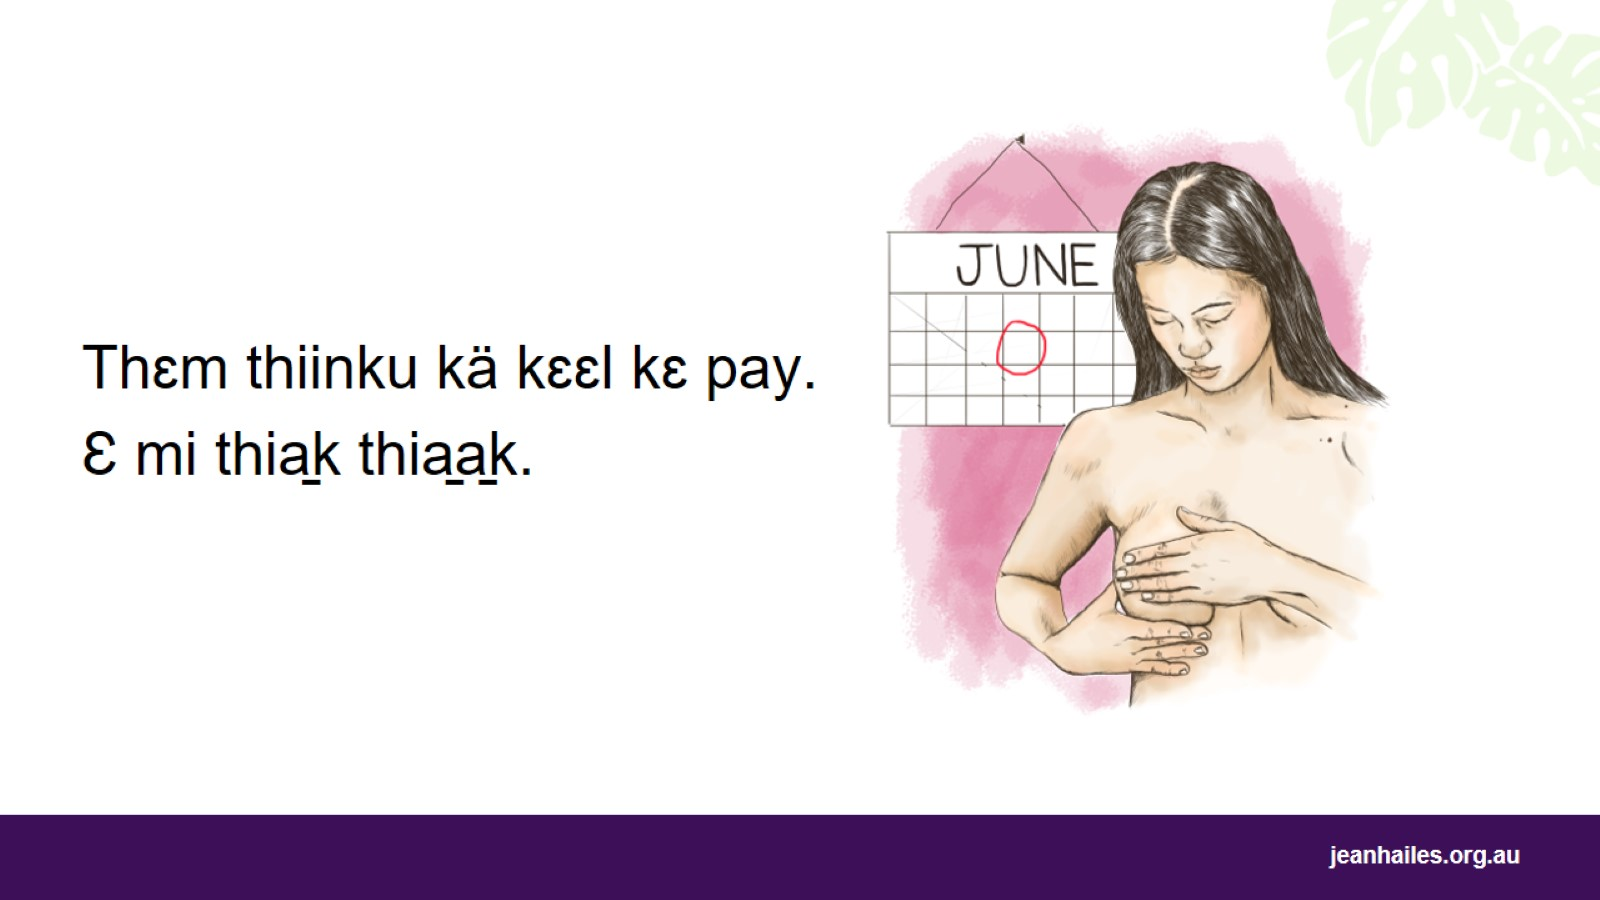 Thɛm thiinku kä kɛɛl kɛ pay.
Ɛ mi thia̱k thia̱a̱k.
JUNE
jeanhailes.org.au